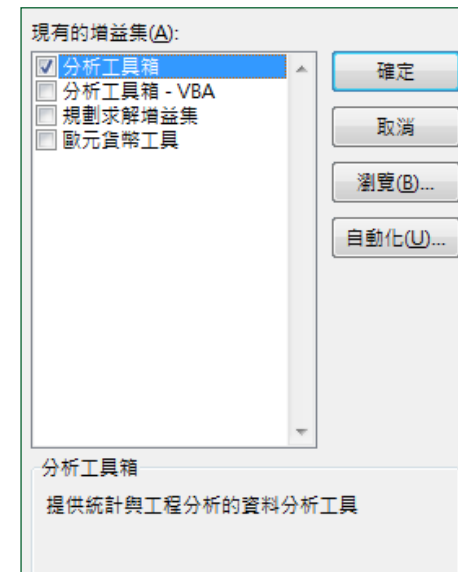 現有的增益集(A):
分析工具箱
分析工具箱 - VBA
規劃求解增益集
歐元貨幣工具
確定
取消
瀏覽(B)...
自動化(U)...
分析工具箱
提供統計與工程分析的資料分析工具